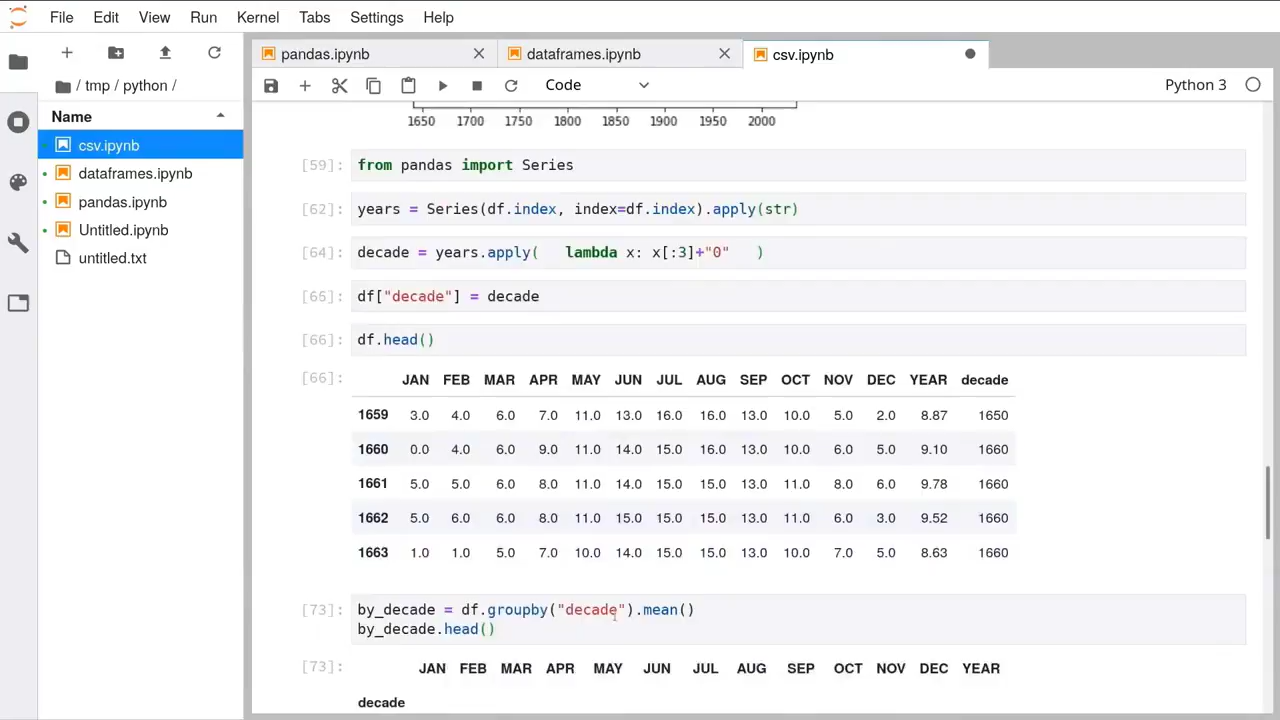 File Edit View Run Kernel Tabs Settings Help
pandas.ipynb dataframes.ipynb csv.ipynb
/ tmp / python /
Code Python 3
Name
csv.ipynb
dataframes.ipynb
pandas.ipynb
Untitled.ipynb
untitled.txt
1650 1700 1750 1800 1850 1900 1950 2000
[59]: from pandas import Series
[62]: years = Series(df.index, index=df.index).apply(str)
[64]: decade = years.apply(   lambda x: x[:3]+"0"   )
[65]: df["decade"] = decade
[66]: df.head()
[66]: JAN FEB MAR APR MAY JUN JUL AUG SEP OCT NOV DEC YEAR decade
1659 3.0 4.0 6.0 7.0 11.0 13.0 16.0 16.0 13.0 10.0 5.0 2.0 8.87 1650
1660 0.0 4.0 6.0 9.0 11.0 14.0 15.0 16.0 13.0 10.0 6.0 5.0 9.10 1660
1661 5.0 5.0 6.0 8.0 11.0 14.0 15.0 15.0 13.0 11.0 8.0 6.0 9.78 1660
1662 5.0 6.0 6.0 8.0 11.0 15.0 15.0 15.0 13.0 11.0 6.0 3.0 9.52 1660
1663 1.0 1.0 5.0 7.0 10.0 14.0 15.0 15.0 13.0 10.0 7.0 5.0 8.63 1660
[73]: by_decade = df.groupby("decade").mean()
by_decade.head()
[73]: JAN FEB MAR APR MAY JUN JUL AUG SEP OCT NOV DEC YEAR
decade